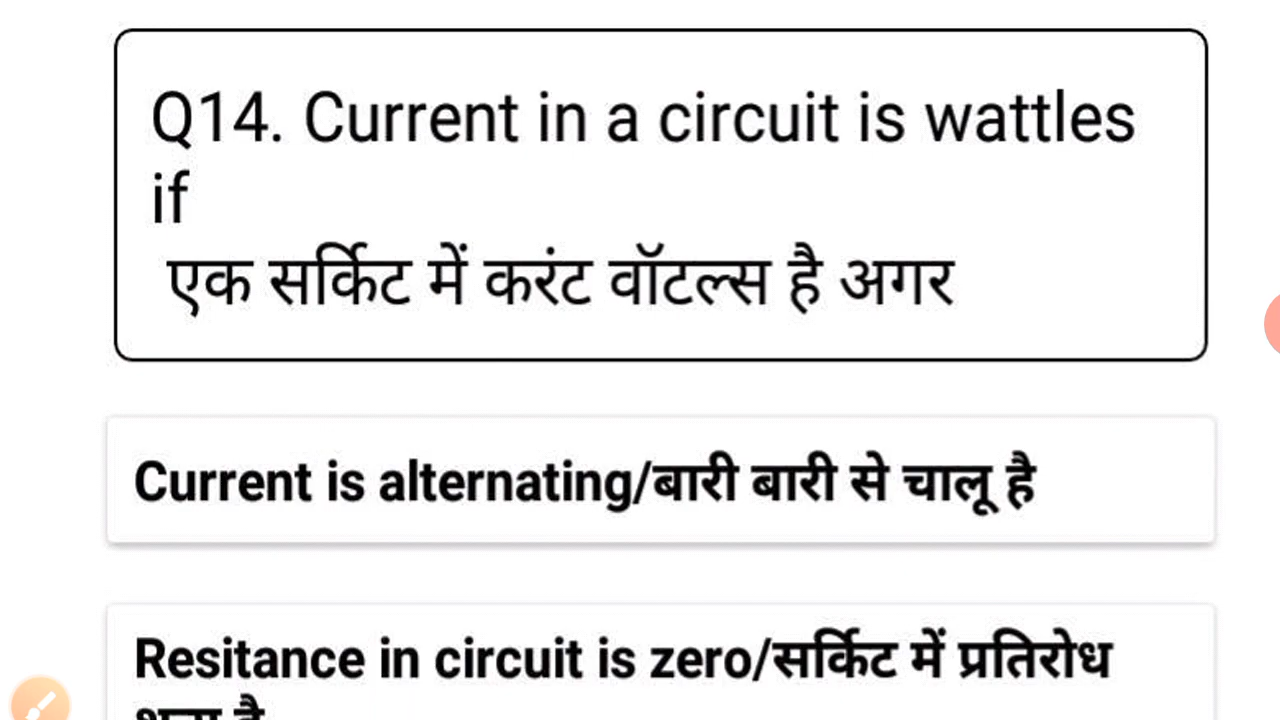 Q14. Current in a circuit is wattles
if
एक सर्किट में करंट वॉटल्स है अगर
Current is alternating/बारी बारी से चालू है
Resitance in circuit is zero/सर्किट में प्रतिरोध